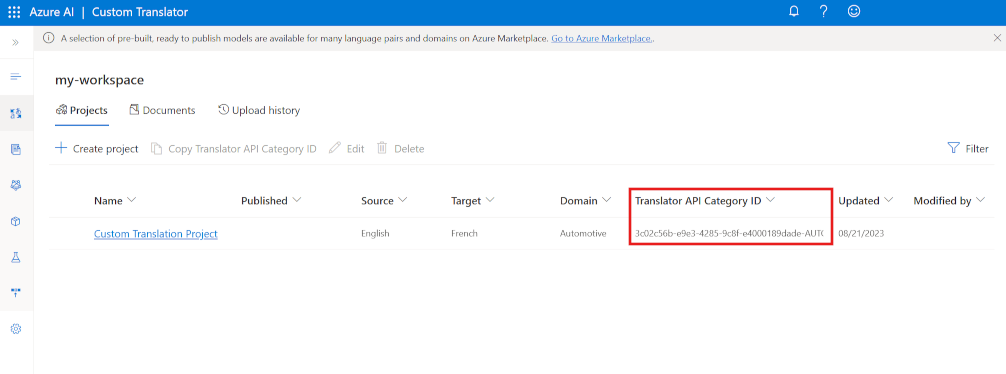 Azure AI | Custom Translator
A selection of pre-built, ready to publish models are available for many language pairs and domains on Azure Marketplace. Go to Azure Marketplace..
my-workspace
Projects Documents Upload history
Create project Copy Translator API Category ID Edit Delete Filter
Name Published Source Target Domain Translator API Category ID Updated Modified by
Custom Translation Project English French Automotive 3c02c56b-e9e3-4285-9c8f-e4000189dade-AUTO 08/21/2023